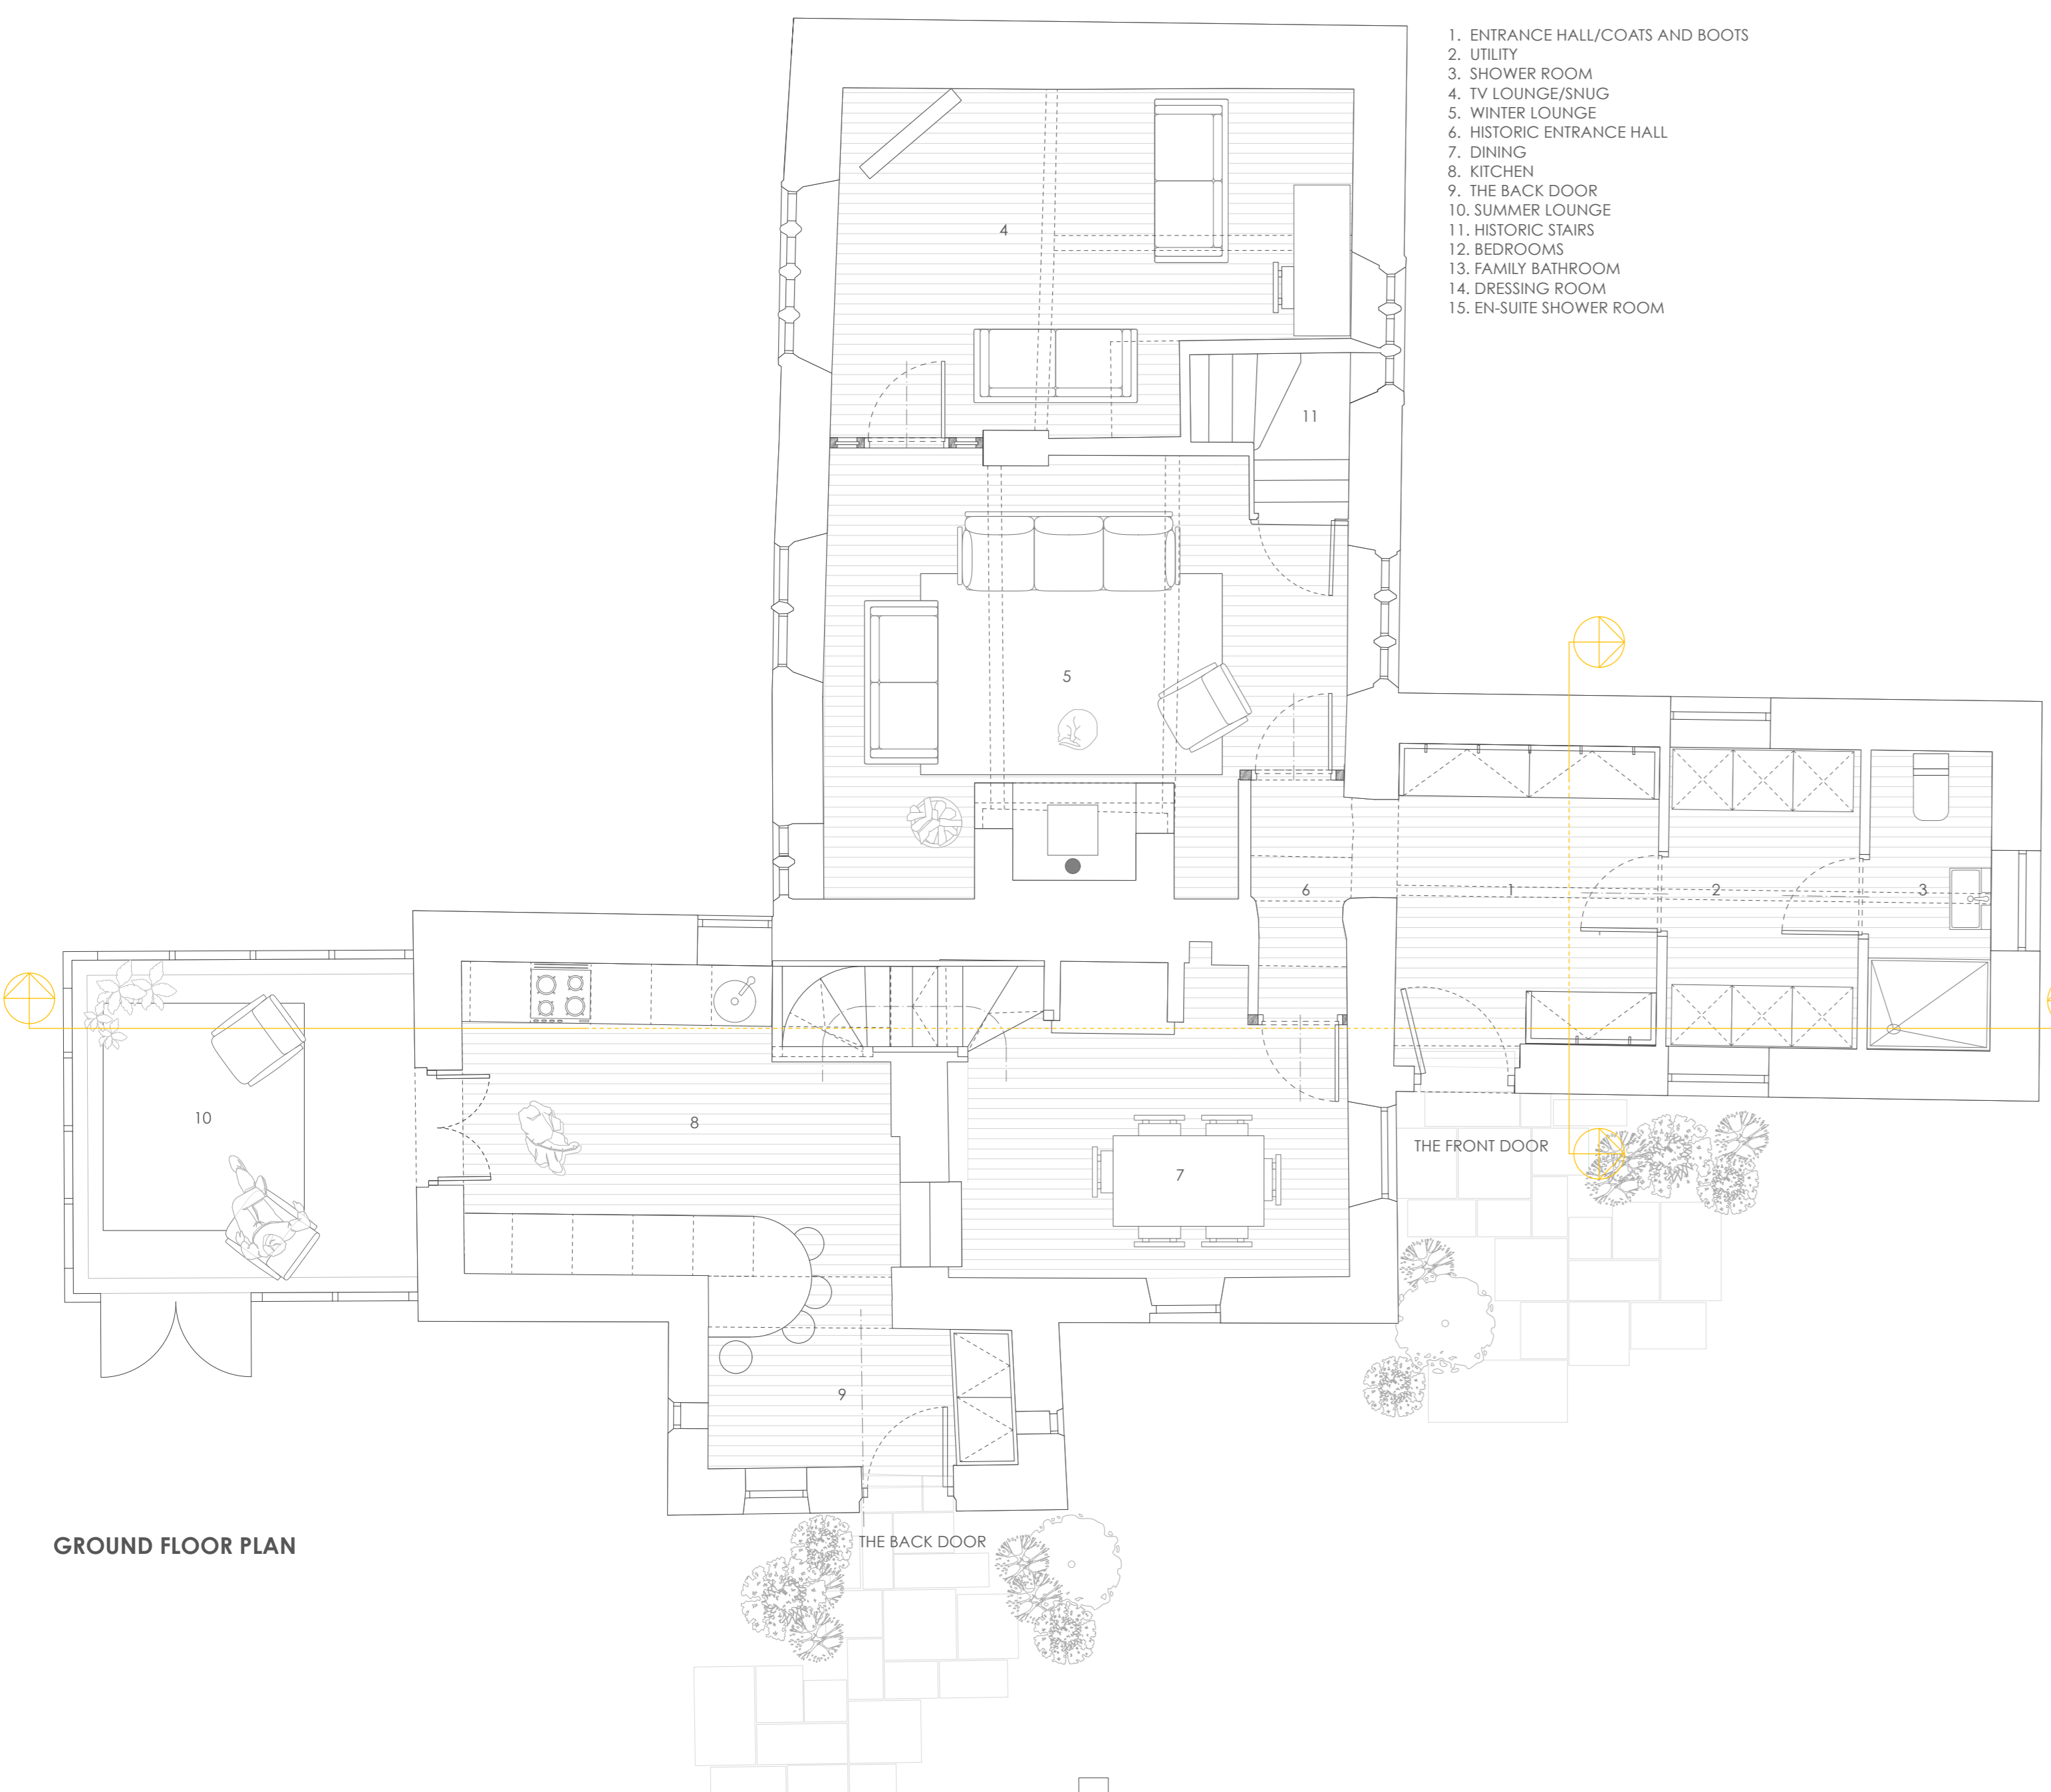 1. ENTRANCE HALL/COATS AND BOOTS
2. UTILITY
3. SHOWER ROOM
4. TV LOUNGE/SNUG
5. WINTER LOUNGE
6. HISTORIC ENTRANCE HALL
7. DINING
8. KITCHEN
9. THE BACK DOOR
10. SUMMER LOUNGE
11. HISTORIC STAIRS
12. BEDROOMS
13. FAMILY BATHROOM
14. DRESSING ROOM
15. EN-SUITE SHOWER ROOM
4
11
5
6
1
2
3
10
8
7
THE FRONT DOOR
9
THE BACK DOOR
GROUND FLOOR PLAN